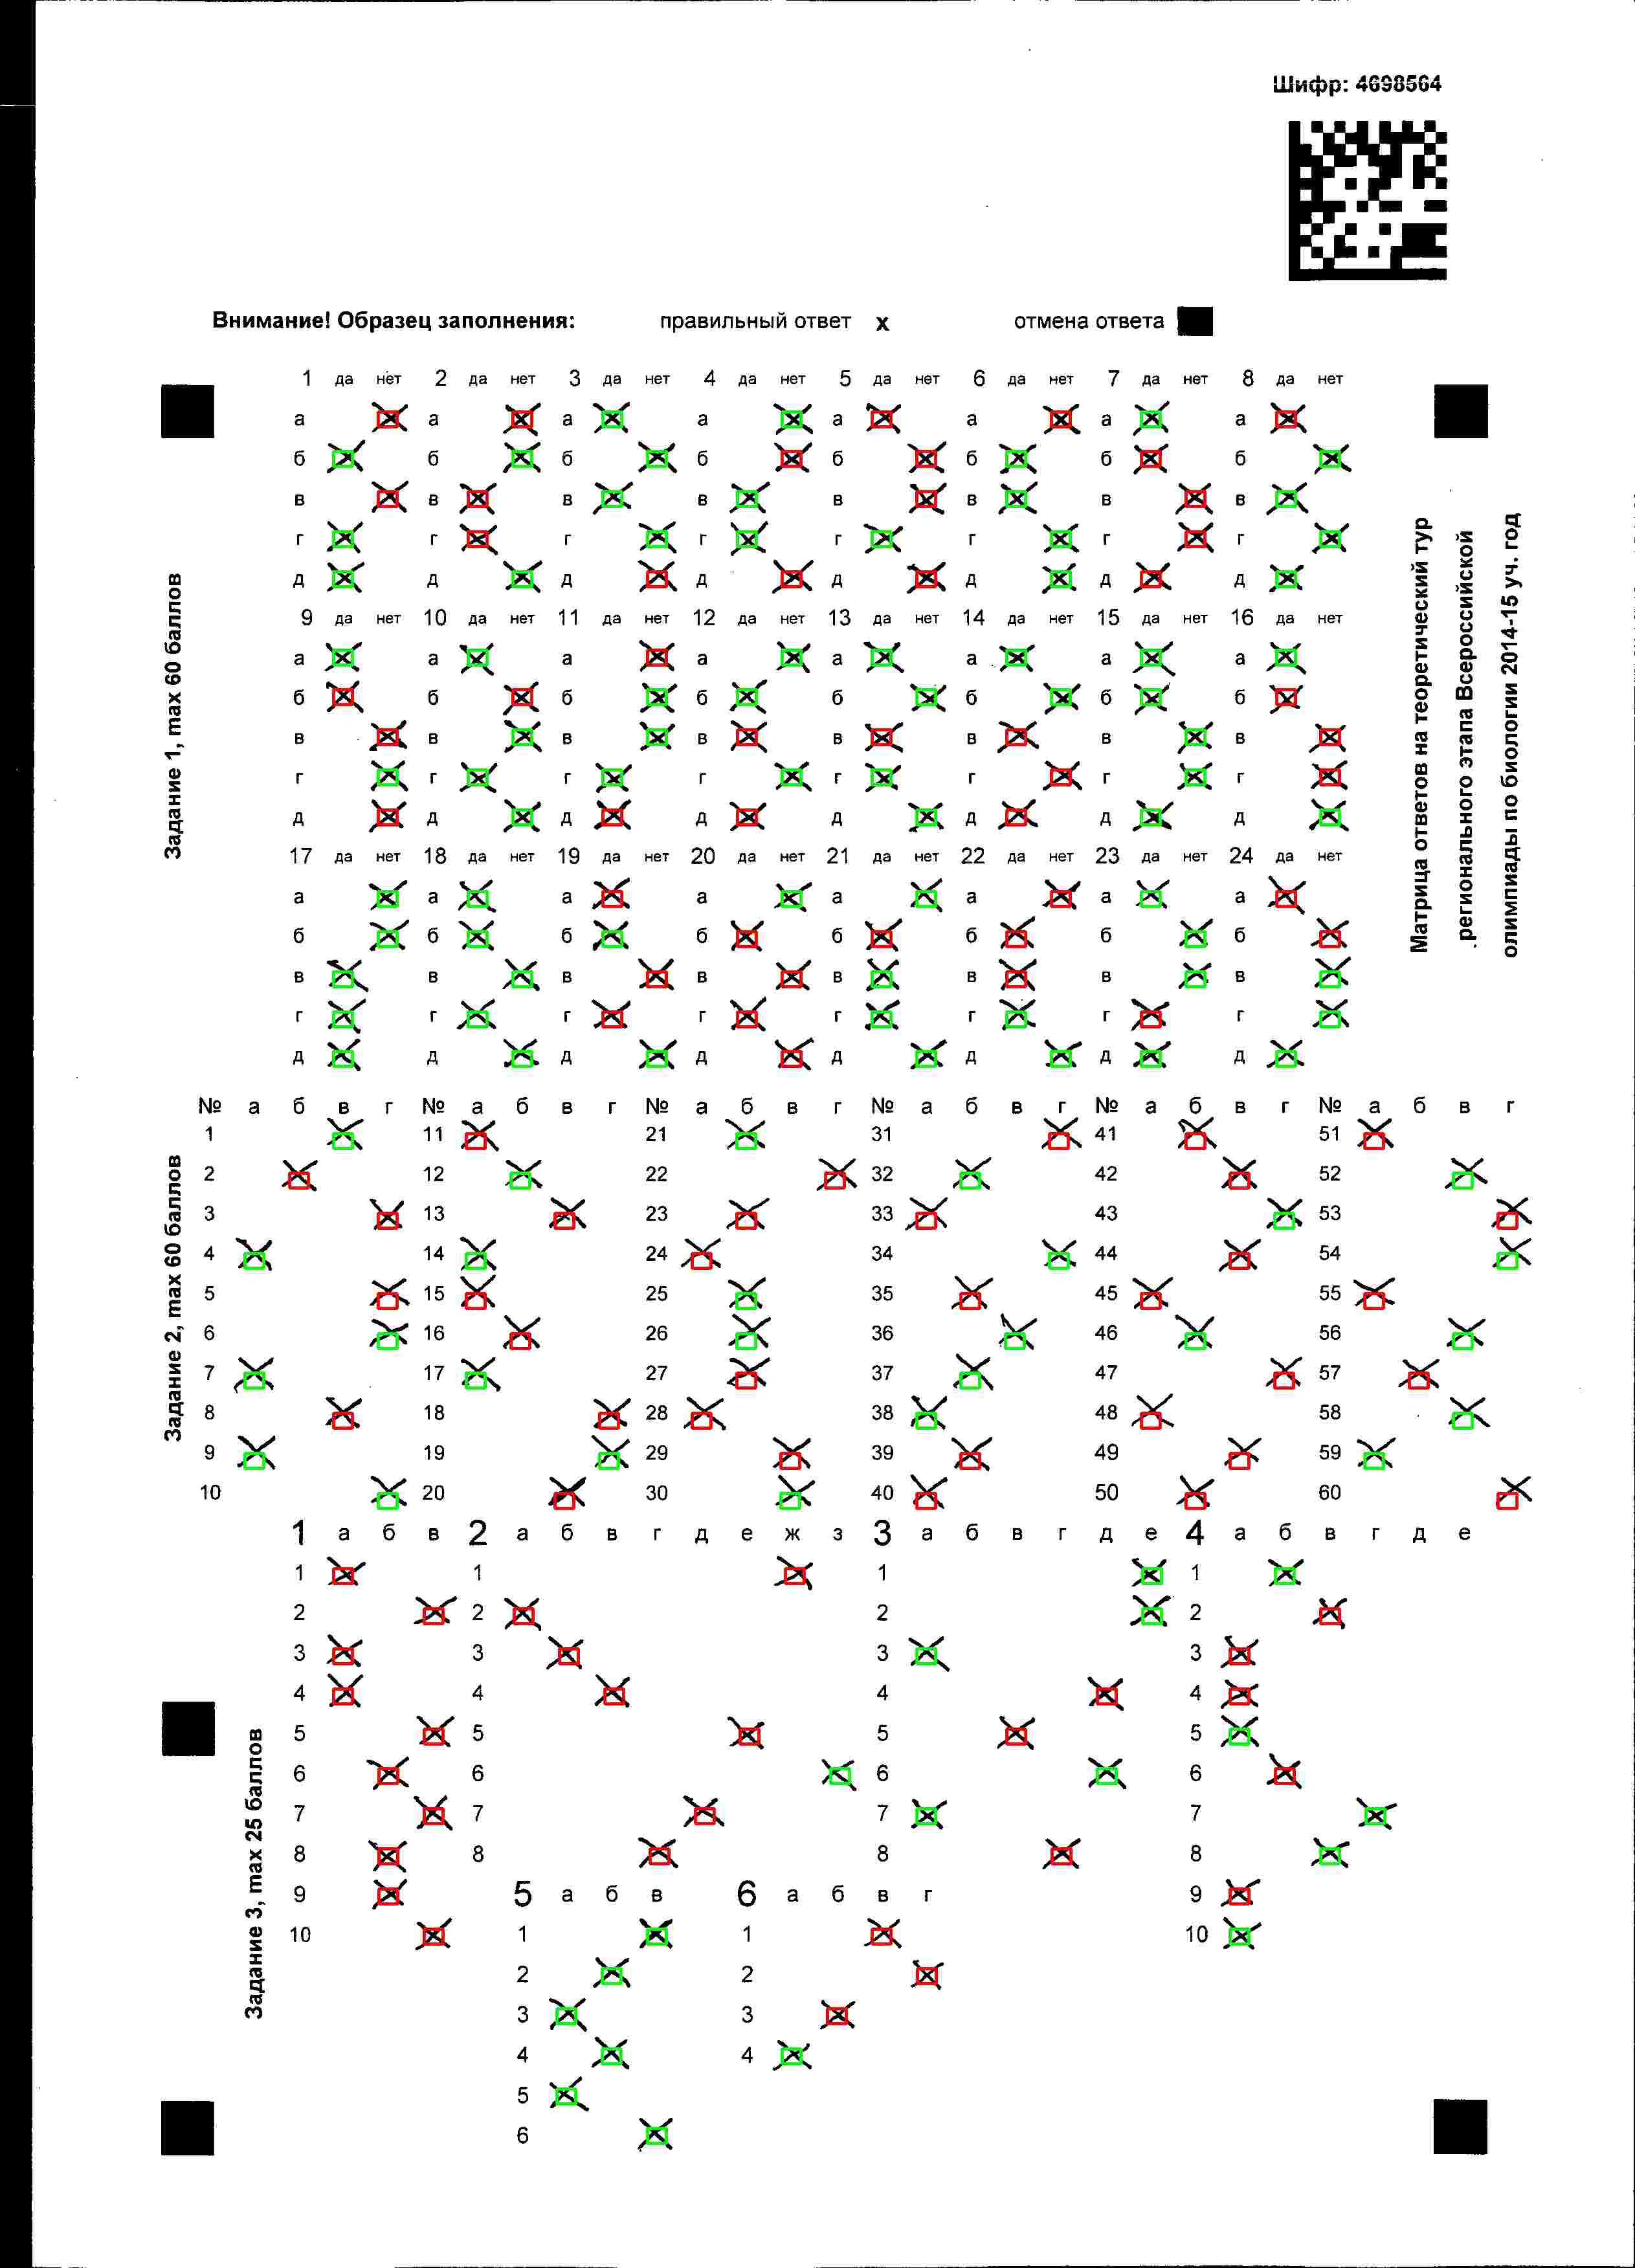 Шифр: 4698564
Внимание! Образец заполнения: правильный ответ x отмена ответа
1 да нет 2 да нет 3 да нет 4 да нет 5 да нет 6 да нет 7 да нет 8 да нет
а а а а а а а а
б б б б б б б б
в в в в в в в в
г г г г г г г г
д д д д д д д д
9 да нет 10 да нет 11 да нет 12 да нет 13 да нет 14 да нет 15 да нет 16 да нет
а а а а а а а а
б б б б б б б б
в в в в в в в в
г г г г г г г г
д д д д д д д д
17 да нет 18 да нет 19 да нет 20 да нет 21 да нет 22 да нет 23 да нет 24 да нет
а а а а а а а а
б б б б б б б б
в в в в в в в в
г г г г г г г г
д д д д д д д д
Задание 1, max 60 баллов
Матрица ответов на теоретический тур
регионального этапа Всероссийской
олимпиады по биологии 2014-15 уч. год
№ а б в г № а б в г № а б в г № а б в г № а б в г № а б в г
1 11 21 31 41 51
2 12 22 32 42 52
3 13 23 33 43 53
4 14 24 34 44 54
5 15 25 35 45 55
6 16 26 36 46 56
7 17 27 37 47 57
8 18 28 38 48 58
9 19 29 39 49 59
10 20 30 40 50 60
Задание 2, max 60 баллов
1 а б в 2 а б в г д е ж з 3 а б в г д е 4 а б в г д е
1 1 1 1
2 2 2 2
3 3 3 3
4 4 4 4
5 5 5 5
6 6 6 6
7 7 7 7
8 8 8 8
9 5 а б в 6 а б в г 9
10 1 1 10
2 2
3 3
4 4
5
6
Задание 3, max 25 баллов